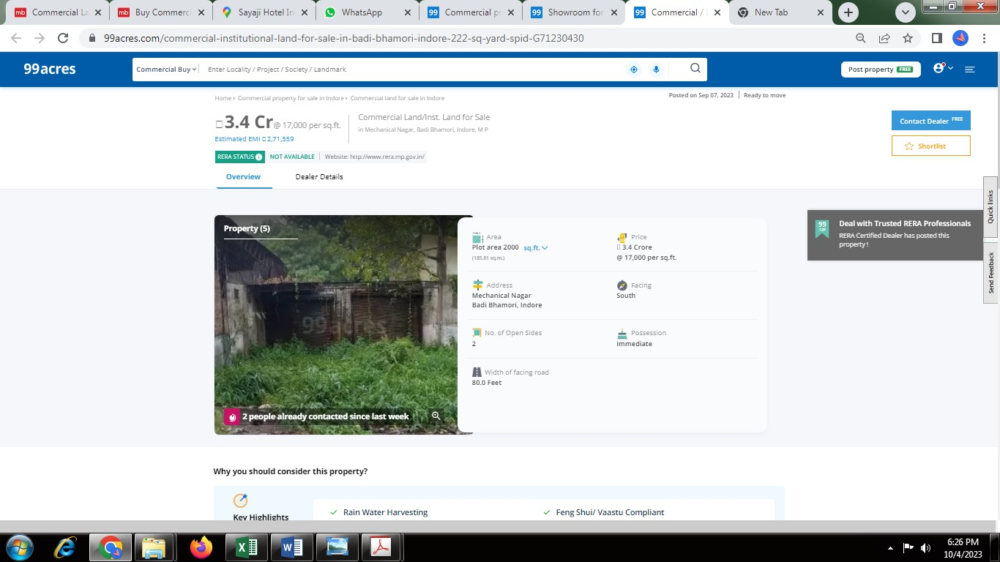 Commercial La
Buy Commerc
Sayaji Hotel In
WhatsApp
Commercial p
Showroom for
Commercial / I
New Tab
99acres.com/commercial-institutional-land-for-sale-in-badi-bhamori-indore-222-sq-yard-spid-G71230430
99acres
Commercial Buy
Enter Locality / Project / Society / Landmark
Post property FREE
Home › Commercial property for sale in Indore › Commercial land for sale in Indore
Posted on Sep 07, 2023 | Ready to move
3.4 Cr @ 17,000 per sq.ft.
Estimated EMI 2,71,559
Commercial Land/Inst. Land for Sale
in Mechanical Nagar, Badi Bhamori, Indore, M P
Contact Dealer FREE
Shortlist
RERA STATUS NOT AVAILABLE | Website: http://www.rera.mp.gov.in/
Overview
Dealer Details
Quick links
Send Feedback
Property (5)
99acres
2 people already contacted since last week
Area
Plot area 2000 sq.ft.
(185.81 sq.m.)
Price
3.4 Crore
@ 17,000 per sq.ft.
Address
Mechanical Nagar
Badi Bhamori, Indore
Facing
South
No. of Open Sides
2
Possession
Immediate
Width of facing road
80.0 Feet
99
Deal with Trusted RERA Professionals
RERA Certified Dealer has posted this
property !
Why you should consider this property?
Key Highlights
Rain Water Harvesting
Feng Shui/ Vaastu Compliant
6:26 PM
10/4/2023